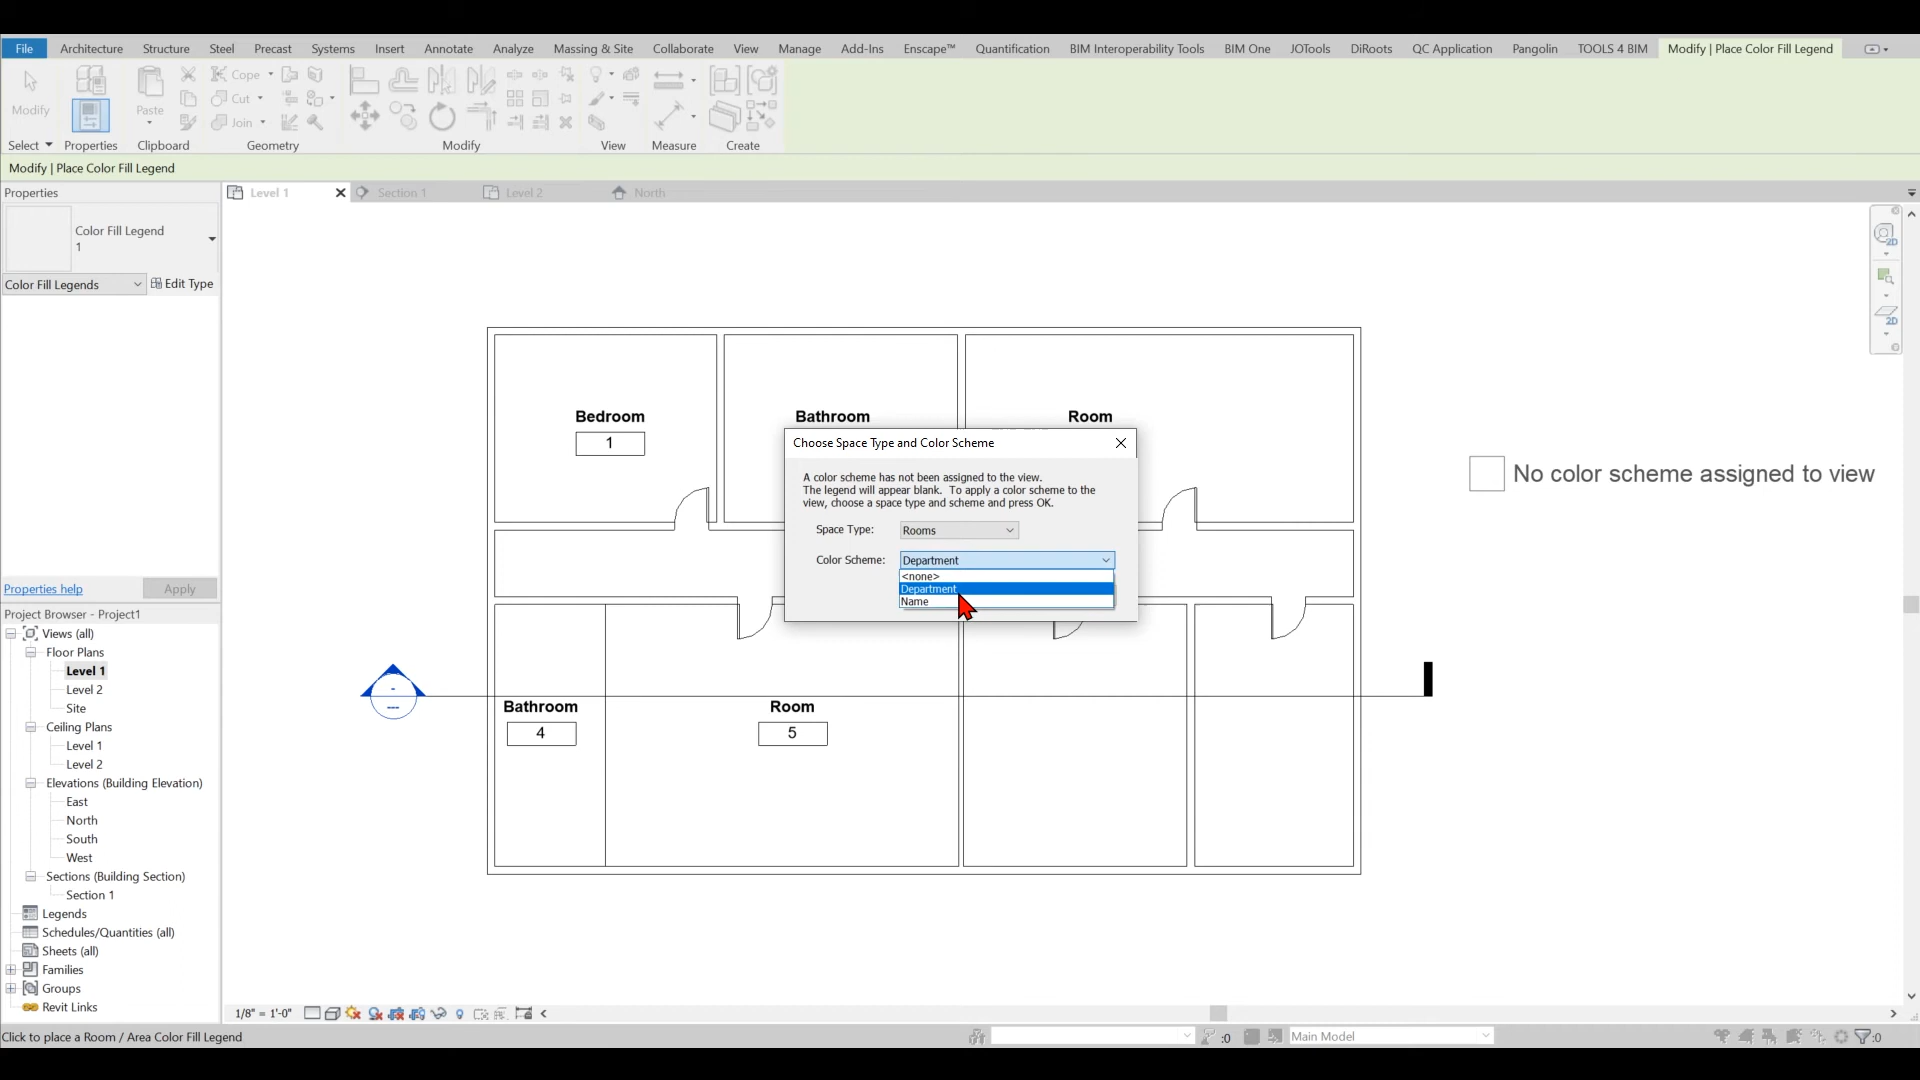 File Architecture Structure Steel Precast Systems Insert Annotate Analyze Massing & Site Collaborate View Manage Add-Ins Enscape™ Quantification BIM Interoperability Tools BIM One JOTools DiRoots QC Application Pangolin TOOLS 4 BIM Modify | Place Color Fill Legend
Modify
Paste
Cope
Cut
Join
Select Properties Clipboard Geometry Modify View Measure Create
Modify | Place Color Fill Legend
Properties
Level 1
Section 1
Level 2
North
Color Fill Legend
1
Color Fill Legends
Edit Type
Properties help
Apply
Project Browser - Project1
Views (all)
Floor Plans
Level 1
Level 2
Site
Ceiling Plans
Level 1
Level 2
Elevations (Building Elevation)
East
North
South
West
Sections (Building Section)
Section 1
Legends
Schedules/Quantities (all)
Sheets (all)
Families
Groups
Revit Links
2D
2D
Bedroom
1
Bathroom
Room
No color scheme assigned to view
Choose Space Type and Color Scheme
A color scheme has not been assigned to the view.
The legend will appear blank. To apply a color scheme to the
view, choose a space type and scheme and press OK.
Space Type:
Rooms
Color Scheme:
Department
<none>
Department
Name
-
---
Bathroom
4
Room
5
1/8" = 1'-0"
Click to place a Room / Area Color Fill Legend
:0
Main Model
:0